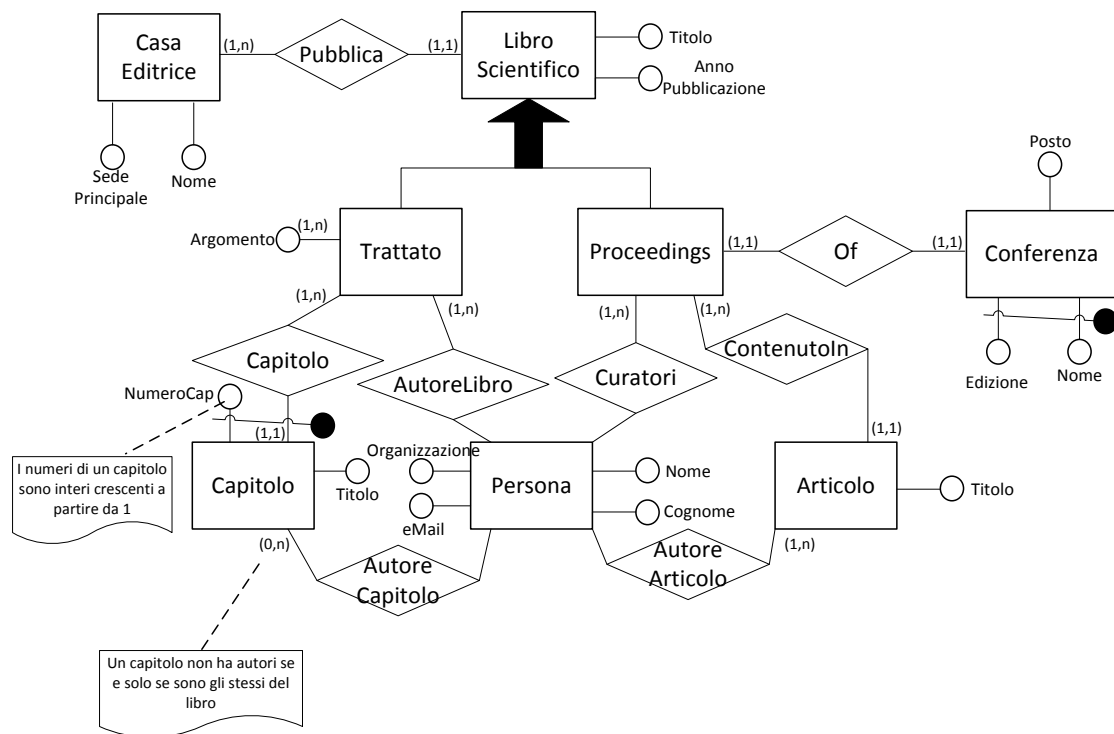 Casa
Editrice
(1,n)
Pubblica
(1,1)
Libro
Scientifico
Titolo
Anno
Pubblicazione
Sede
Principale
Nome
Posto
Argomento
(1,n)
Trattato
Proceedings
(1,1)
Of
(1,1)
Conferenza
(1,n)
(1,n)
(1,n)
(1,n)
Capitolo
AutoreLibro
Curatori
ContenutoIn
Edizione
Nome
NumeroCap
(1,1)
(1,1)
I numeri di un capitolo
sono interi crescenti a
partire da 1
Capitolo
Titolo
Organizzazione
eMail
Persona
Nome
Cognome
Articolo
Titolo
(0,n)
Autore
Capitolo
Autore
Articolo
(1,n)
Un capitolo non ha autori se
e solo se sono gli stessi del
libro